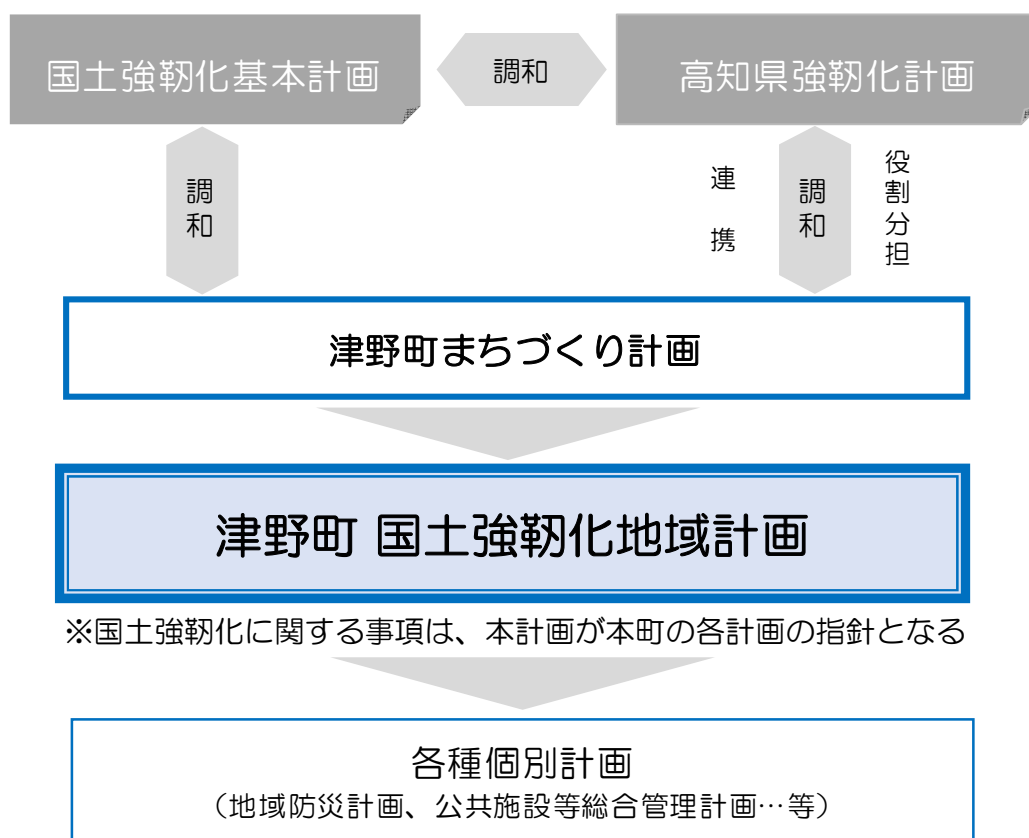 国土強靭化基本計画
調和
高知県強靭化計画
調和
連携
調和
役割分担
津野町まちづくり計画
津野町 国土強靭化地域計画
※国土強靭化に関する事項は、本計画が本町の各計画の指針となる
各種個別計画
（地域防災計画、公共施設等総合管理計画…等）